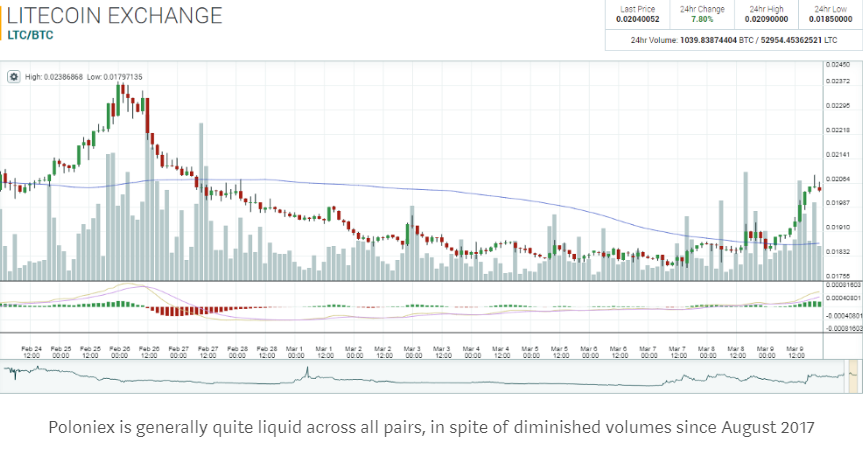 LITECOIN EXCHANGE
LTC/BTC
Last Price 24hr Change 24hr High 24hr Low
0.02040052 7.80% 0.02090000 0.01850000
24hr Volume: 1039.83874404 BTC / 52954.45362521 LTC
High: 0.02386868 Low: 0.01797135
0.02450
0.02372
0.02295
0.02218
0.02141
0.02064
0.01987
0.01910
0.01832
0.01755
0.00081603
0.00040801
-0.00040801
-0.00081603
Feb 24 Feb 25 Feb 25 Feb 26 Feb 26 Feb 27 Feb 27 Feb 28 Feb 28 Mar 1 Mar 1 Mar 2 Mar 2 Mar 3 Mar 3 Mar 4 Mar 4 Mar 5 Mar 5 Mar 6 Mar 6 Mar 7 Mar 7 Mar 8 Mar 8 Mar 9 Mar 9
12:00 00:00 12:00 00:00 12:00 00:00 12:00 00:00 12:00 00:00 12:00 00:00 12:00 00:00 12:00 00:00 12:00 00:00 12:00 00:00 12:00 00:00 12:00 00:00 12:00 00:00 12:00
Poloniex is generally quite liquid across all pairs, in spite of diminished volumes since August 2017